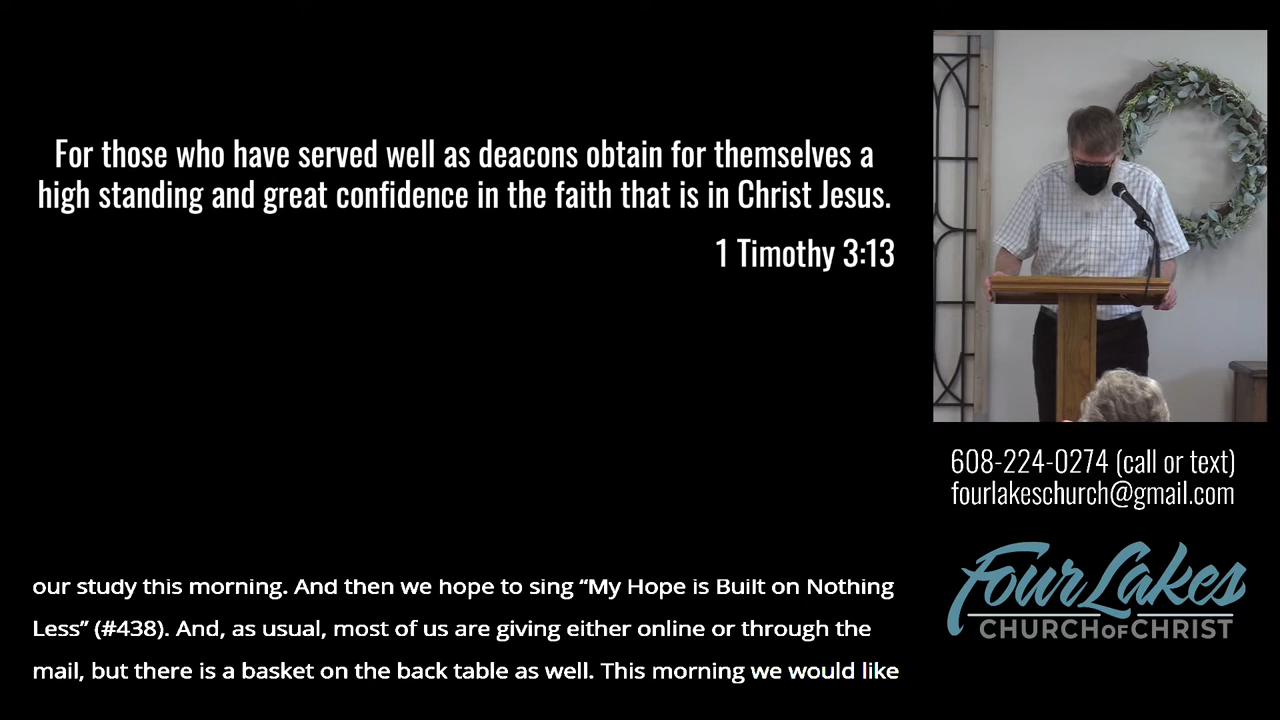 For those who have served well as deacons obtain for themselves a
high standing and great confidence in the faith that is in Christ Jesus.
1 Timothy 3:13
608-224-0274 (call or text)
fourlakeschurch@gmail.com
Four Lakes
CHURCH OF CHRIST
our study this morning. And then we hope to sing “My Hope is Built on Nothing
Less” (#438). And, as usual, most of us are giving either online or through the
mail, but there is a basket on the back table as well. This morning we would like